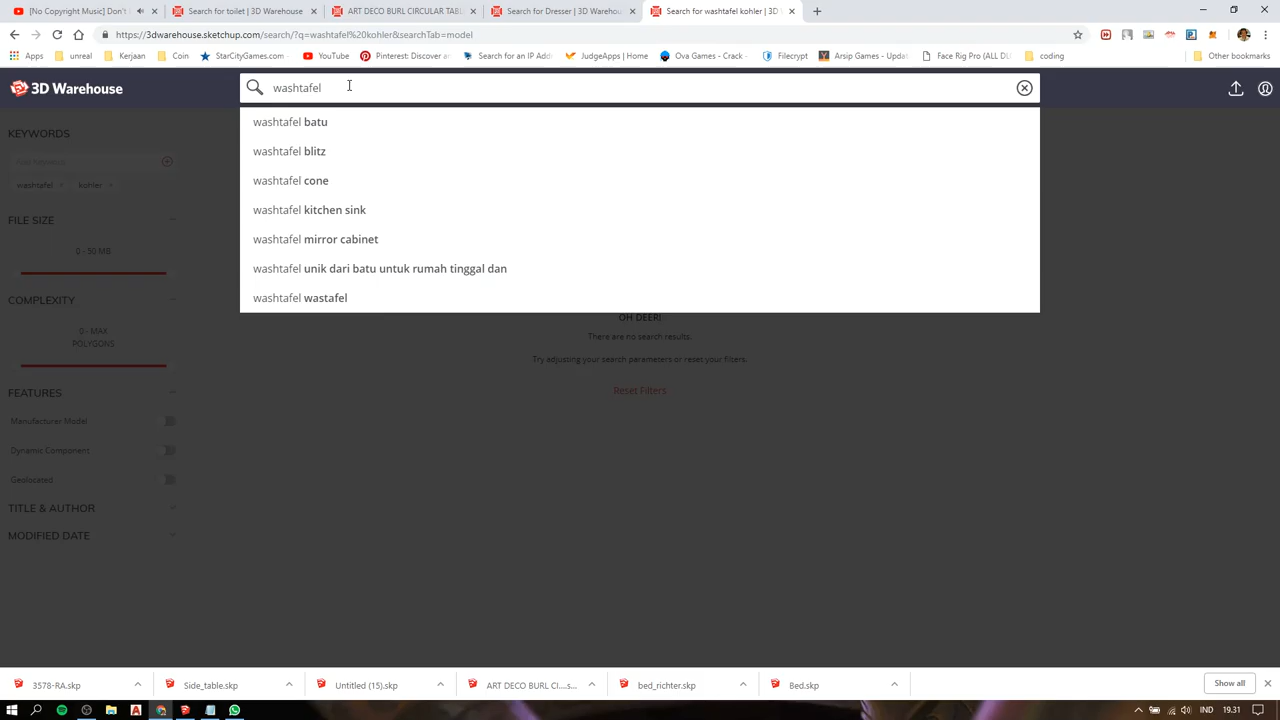 [No Copyright Music] Don't
Search for toilet | 3D Warehouse
ART DECO BURL CIRCULAR TABL
Search for Dresser | 3D Warehou
Search for washtafel kohler | 3D
https://3dwarehouse.sketchup.com/search/?q=washtafel%20kohler&searchTab=model
Apps
unreal
Kerjaan
Coin
StarCityGames.com
YouTube
Pinterest: Discover an
Search for an IP Addr
JudgeApps | Home
Ova Games - Crack
Filecrypt
Arsip Games - Updat
Face Rig Pro (ALL DL
coding
Other bookmarks
3D Warehouse
washtafel
washtafel batu
washtafel blitz
washtafel cone
washtafel kitchen sink
washtafel mirror cabinet
washtafel unik dari batu untuk rumah tinggal dan
washtafel wastafel
KEYWORDS
washtafel
kohler
FILE SIZE
0 - 50 MB
COMPLEXITY
0 - MAX
POLYGONS
FEATURES
Manufacturer Model
Dynamic Component
Geolocated
TITLE & AUTHOR
MODIFIED DATE
OH DEER!
There are no search results.
Try adjusting your search parameters or reset your filters.
Reset Filters
3578-RA.skp
Side_table.skp
Untitled (15).skp
ART DECO BURL CI....s...
bed_richter.skp
Bed.skp
Show all
IND
19.31